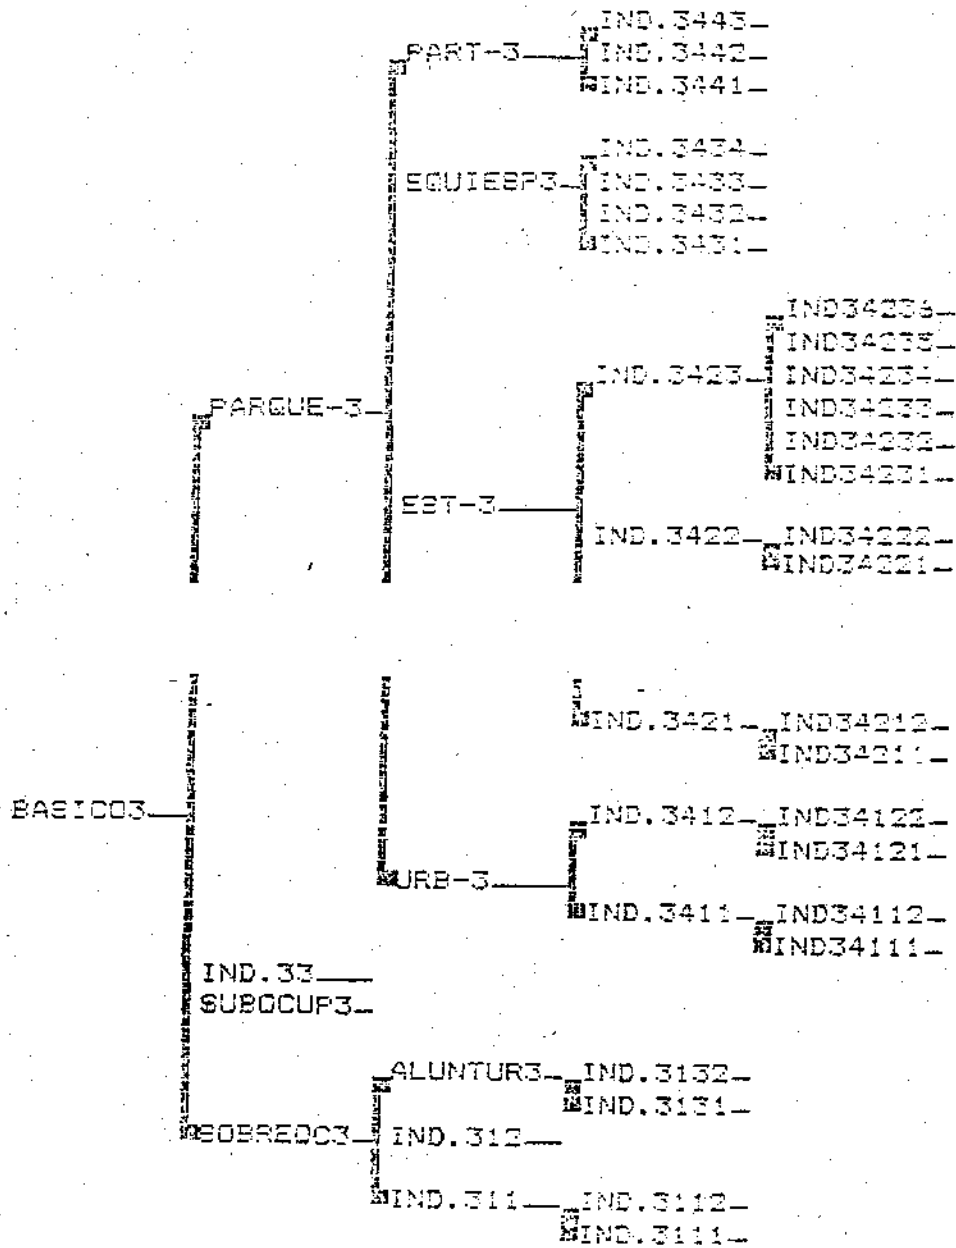 IND.3443
PART-3 IND.3442
IND.3441
IND.3434
EQUIEBP3 IND.3433
IND.3432
IND.3431
IND34236
IND34235
IND.3423 IND34234
PARQUE-3 IND34233
IND34232
IND34231
EBT-3
IND.3422 IND34222
IND34221
IND.3421 IND34212
IND34211
BASICO3 IND.3412 IND34122
IND34121
URB-3
IND.3411 IND34112
IND34111
IND.33
SUBOCUP3
ALUNTUR3 IND.3132
IND.3131
SOBREOC3 IND.312
IND.311 IND.3112
IND.3111